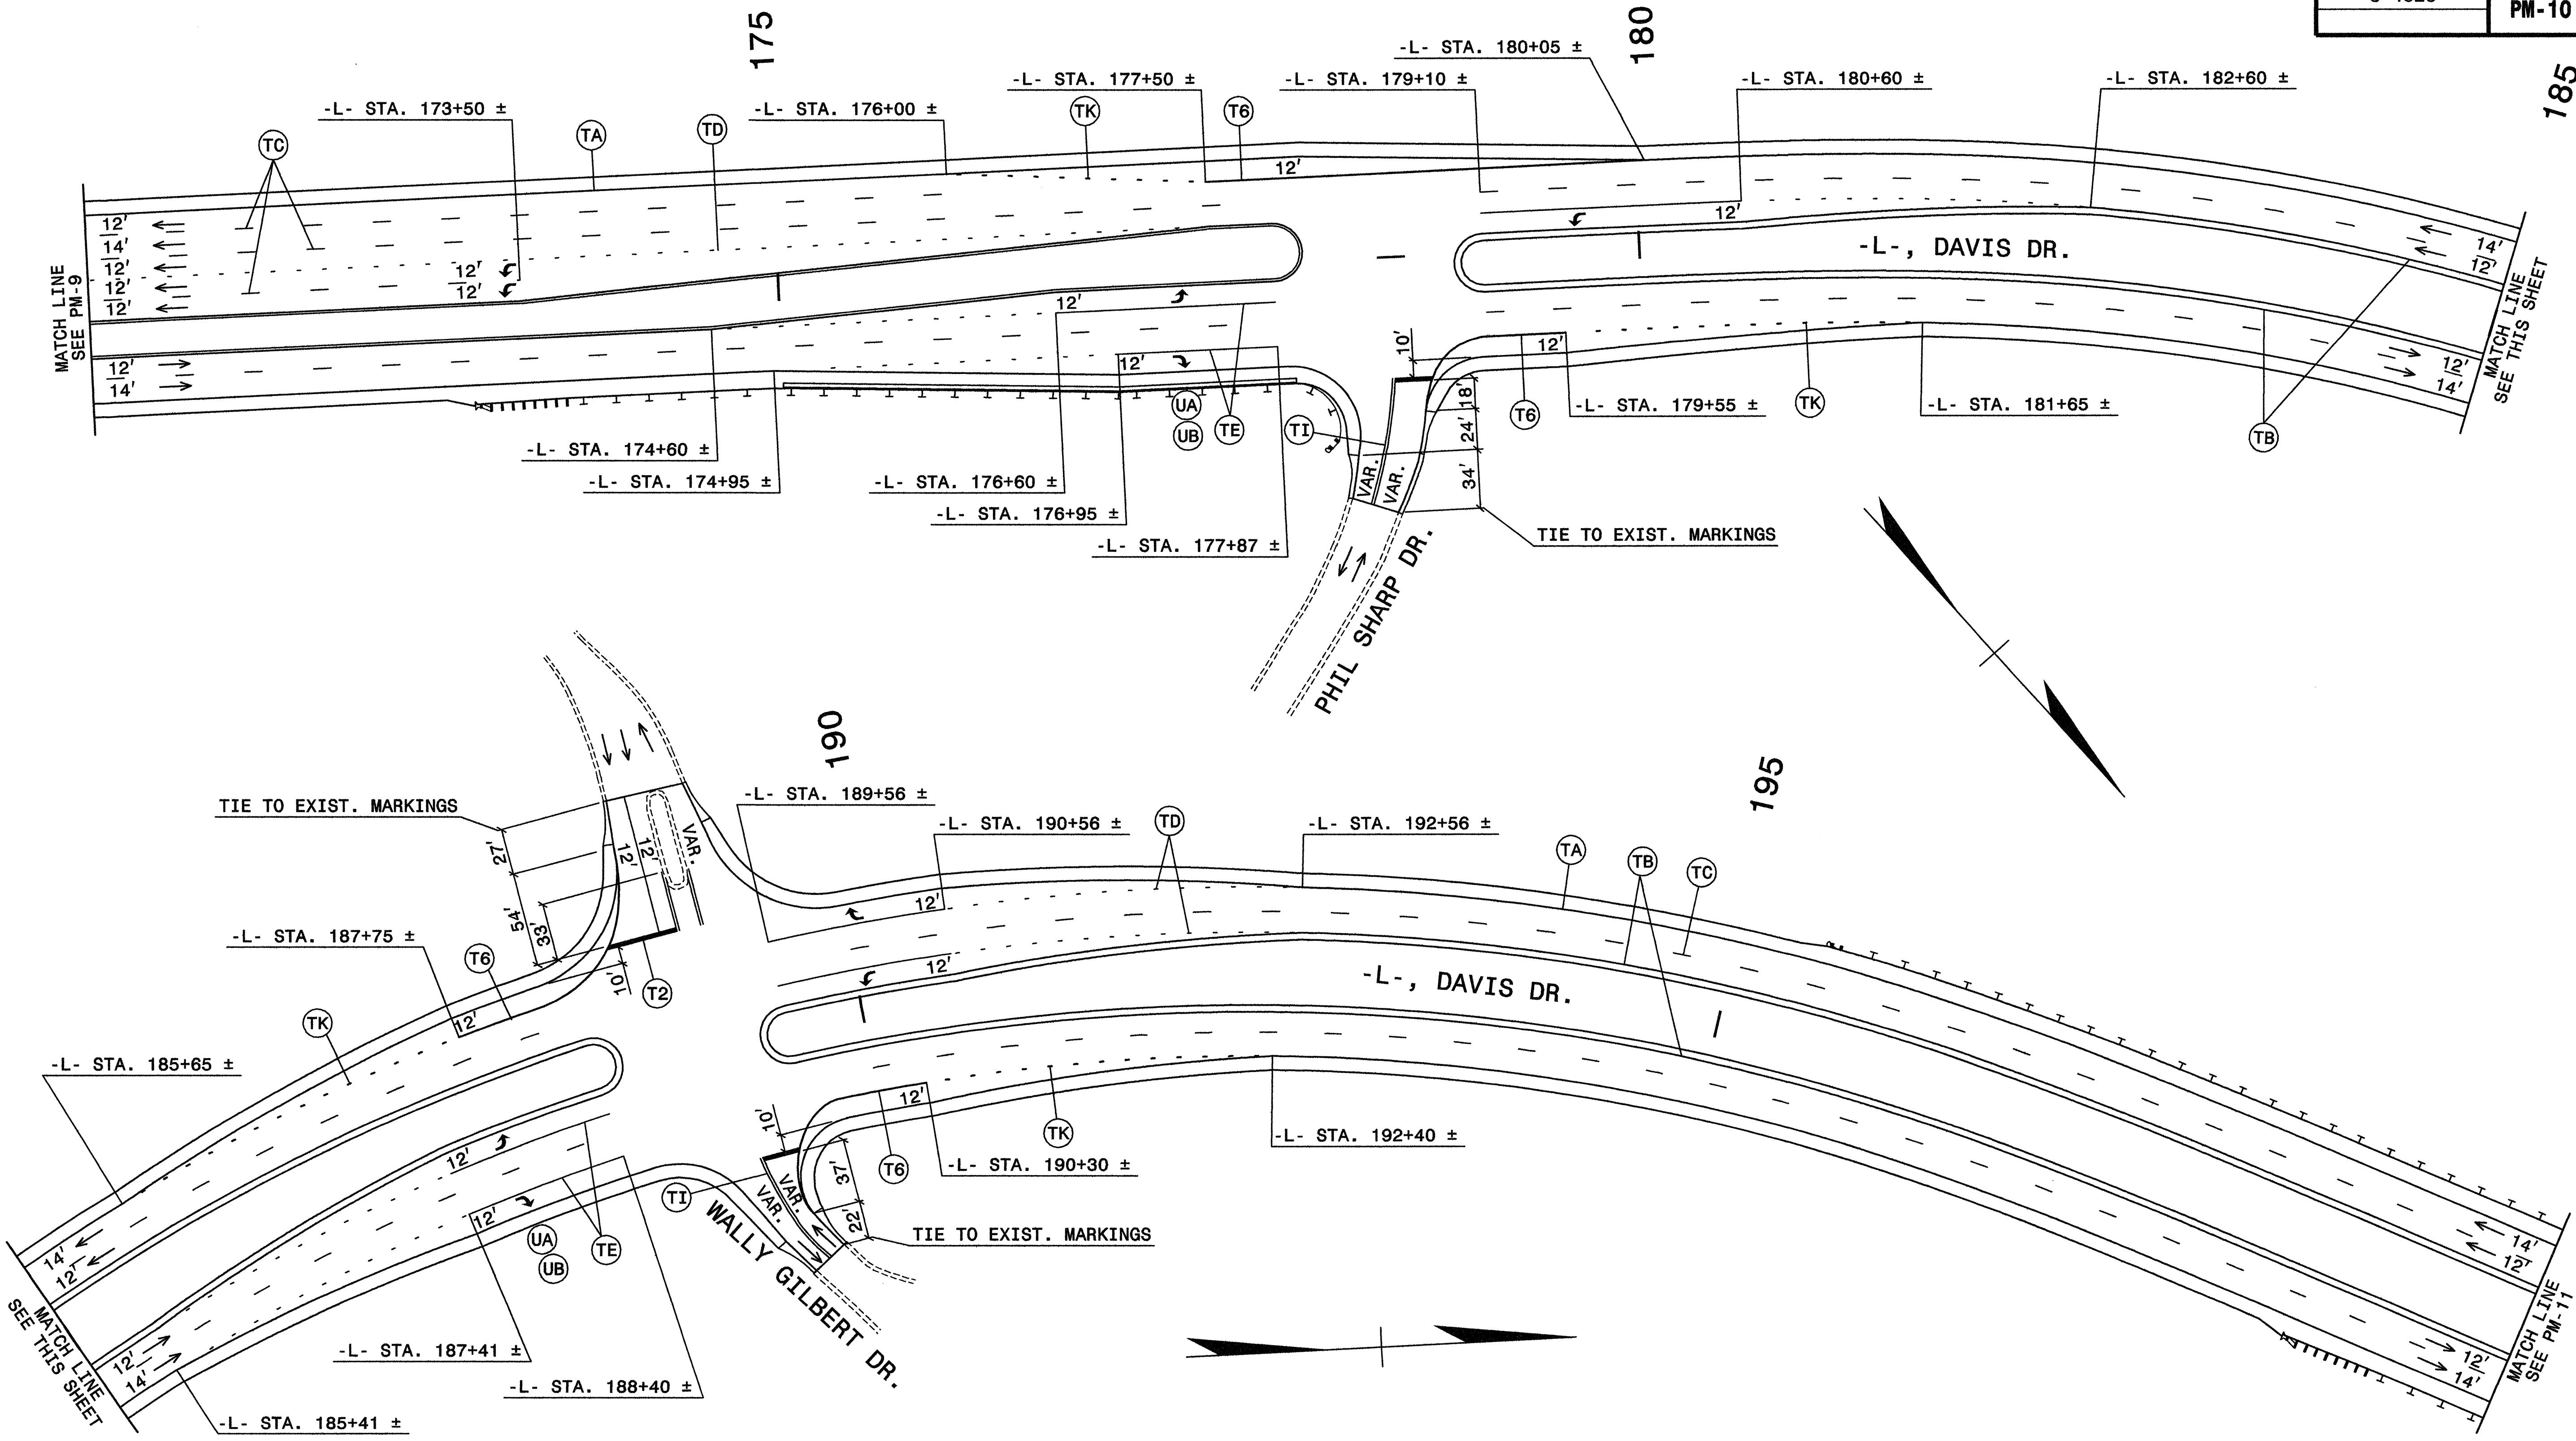 PM-10
175
180
185
-L- STA. 180+05 ±
-L- STA. 173+50 ±
-L- STA. 176+00 ±
-L- STA. 177+50 ±
-L- STA. 179+10 ±
-L- STA. 180+60 ±
-L- STA. 182+60 ±
TC
TA
TD
TK
T6
12'
12'
14'
12'
12'
12'
12'
12'
12'
-L-, DAVIS DR.
14'
12'
MATCH LINE
SEE PM-9
12'
14'
12'
12'
10'
12'
12'
14'
MATCH LINE
SEE THIS SHEET
UA
UB
TE
TI
18'
24'
34'
VAR.
VAR.
T6
-L- STA. 179+55 ±
TK
-L- STA. 181+65 ±
TB
-L- STA. 174+60 ±
-L- STA. 174+95 ±
-L- STA. 176+60 ±
-L- STA. 176+95 ±
-L- STA. 177+87 ±
TIE TO EXIST. MARKINGS
PHIL SHARP DR.
190
195
TIE TO EXIST. MARKINGS
-L- STA. 189+56 ±
-L- STA. 190+56 ±
TD
-L- STA. 192+56 ±
TA
TB
TC
27'
54'
33'
10'
12'
12'
VAR.
12'
12'
-L- STA. 187+75 ±
T6
T2
TK
12'
-L-, DAVIS DR.
-L- STA. 185+65 ±
12'
10'
12'
TK
-L- STA. 192+40 ±
T6
-L- STA. 190+30 ±
37'
22'
VAR.
VAR.
TI
WALLY GILBERT DR.
TIE TO EXIST. MARKINGS
12'
UA
UB
TE
14'
12'
14'
12'
MATCH LINE
SEE THIS SHEET
12'
14'
-L- STA. 187+41 ±
-L- STA. 188+40 ±
-L- STA. 185+41 ±
12'
14'
MATCH LINE
SEE PM-11